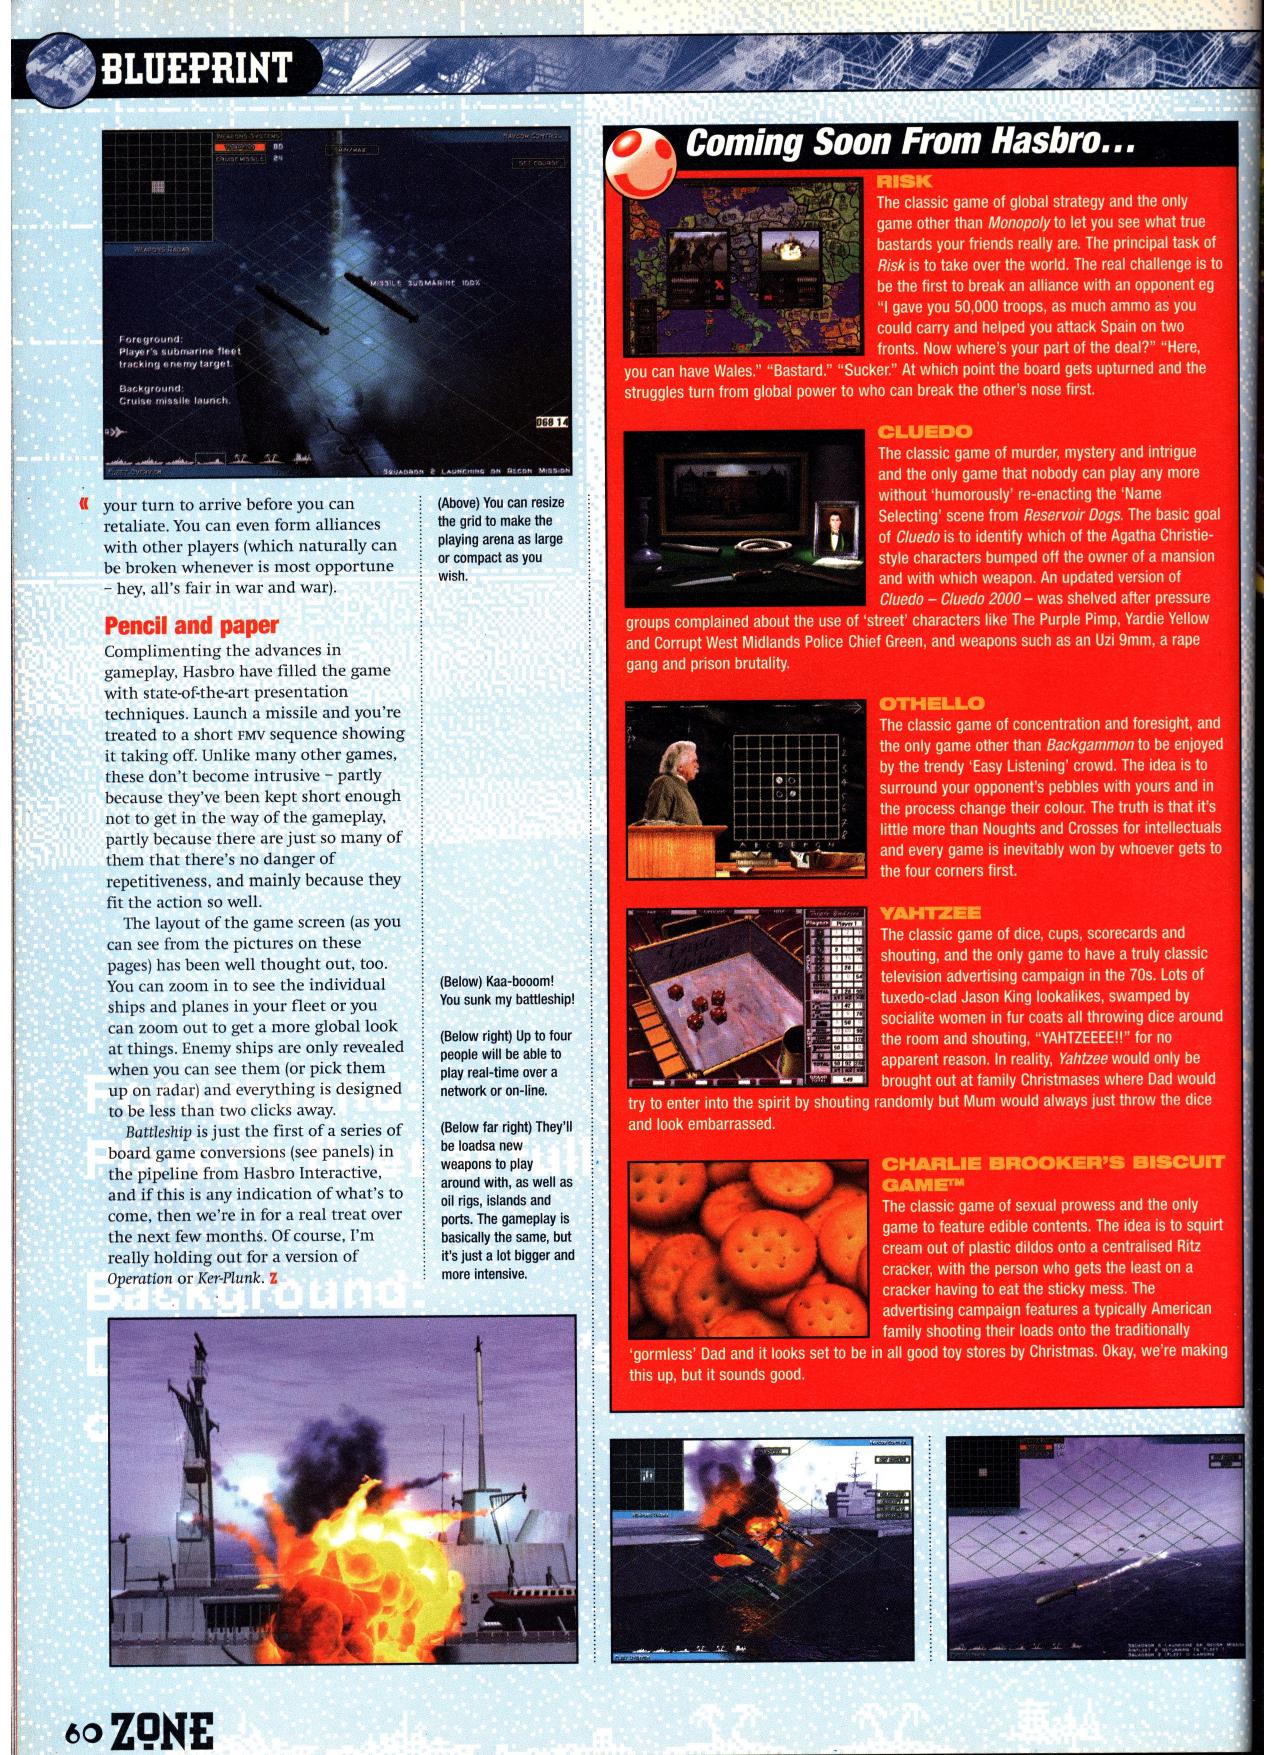 BLUEPRINT
WEAPONS SYSTEMS
CRUISE MISSILE 24
SET COURSE
WEAPONS RADAR
MISSILE SUBMARINE 100%
Foreground:
Player's submarine fleet
tracking enemy target.
Background:
Cruise missile launch.
068 14
FLEET OVERVIEW
SQUADRON 2 LAUNCHING ON RECON MISSION
« your turn to arrive before you can
retaliate. You can even form alliances
with other players (which naturally can
be broken whenever is most opportune
– hey, all's fair in war and war).
Pencil and paper
Complimenting the advances in
gameplay, Hasbro have filled the game
with state-of-the-art presentation
techniques. Launch a missile and you're
treated to a short FMV sequence showing
it taking off. Unlike many other games,
these don't become intrusive – partly
because they've been kept short enough
not to get in the way of the gameplay,
partly because there are just so many of
them that there's no danger of
repetitiveness, and mainly because they
fit the action so well.
The layout of the game screen (as you
can see from the pictures on these
pages) has been well thought out, too.
You can zoom in to see the individual
ships and planes in your fleet or you
can zoom out to get a more global look
at things. Enemy ships are only revealed
when you can see them (or pick them
up on radar) and everything is designed
to be less than two clicks away.
Battleship is just the first of a series of
board game conversions (see panels) in
the pipeline from Hasbro Interactive,
and if this is any indication of what's to
come, then we're in for a real treat over
the next few months. Of course, I'm
really holding out for a version of
Operation or Ker-Plunk. Z
(Above) You can resize
the grid to make the
playing arena as large
or compact as you
wish.
(Below) Kaa-booom!
You sunk my battleship!
(Below right) Up to four
people will be able to
play real-time over a
network or on-line.
(Below far right) They'll
be loadsa new
weapons to play
around with, as well as
oil rigs, islands and
ports. The gameplay is
basically the same, but
it's just a lot bigger and
more intensive.
Background:
Coming Soon From Hasbro...
RISK
The classic game of global strategy and the only
game other than Monopoly to let you see what true
bastards your friends really are. The principal task of
Risk is to take over the world. The real challenge is to
be the first to break an alliance with an opponent eg
“I gave you 50,000 troops, as much ammo as you
could carry and helped you attack Spain on two
fronts. Now where's your part of the deal?” “Here,
you can have Wales.” “Bastard.” “Sucker.” At which point the board gets upturned and the
struggles turn from global power to who can break the other's nose first.
CLUEDO
The classic game of murder, mystery and intrigue
and the only game that nobody can play any more
without ‘humorously’ re-enacting the ‘Name
Selecting’ scene from Reservoir Dogs. The basic goal
of Cluedo is to identify which of the Agatha Christie-
style characters bumped off the owner of a mansion
and with which weapon. An updated version of
Cluedo – Cluedo 2000 – was shelved after pressure
groups complained about the use of ‘street’ characters like The Purple Pimp, Yardie Yellow
and Corrupt West Midlands Police Chief Green, and weapons such as an Uzi 9mm, a rape
gang and prison brutality.
OTHELLO
The classic game of concentration and foresight, and
the only game other than Backgammon to be enjoyed
by the trendy ‘Easy Listening’ crowd. The idea is to
surround your opponent's pebbles with yours and in
the process change their colour. The truth is that it's
little more than Noughts and Crosses for intellectuals
and every game is inevitably won by whoever gets to
the four corners first.
YAHTZEE
The classic game of dice, cups, scorecards and
shouting, and the only game to have a truly classic
television advertising campaign in the 70s. Lots of
tuxedo-clad Jason King lookalikes, swamped by
socialite women in fur coats all throwing dice around
the room and shouting, “YAHTZEEEE!!” for no
apparent reason. In reality, Yahtzee would only be
brought out at family Christmases where Dad would
try to enter into the spirit by shouting randomly but Mum would always just throw the dice
and look embarrassed.
CHARLIE BROOKER'S BISCUIT
GAME™
The classic game of sexual prowess and the only
game to feature edible contents. The idea is to squirt
cream out of plastic dildos onto a centralised Ritz
cracker, with the person who gets the least on a
cracker having to eat the sticky mess. The
advertising campaign features a typically American
family shooting their loads onto the traditionally
‘gormless’ Dad and it looks set to be in all good toy stores by Christmas. Okay, we're making
this up, but it sounds good.
60 ZONE